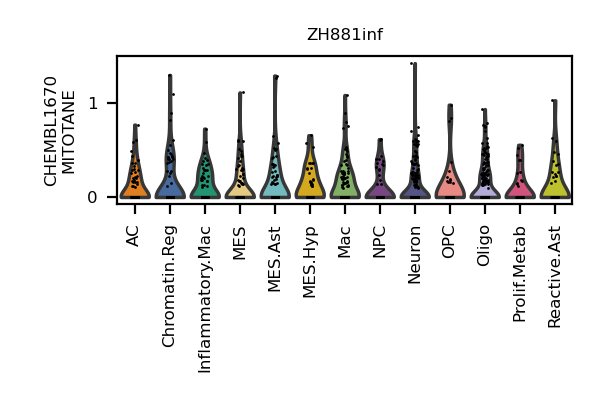 ZH881inf
CHEMBL1670
MITOTANE
1
0
AC
Chromatin.Reg
Inflammatory.Mac
MES
MES.Ast
MES.Hyp
Mac
NPC
Neuron
OPC
Oligo
Prolif.Metab
Reactive.Ast